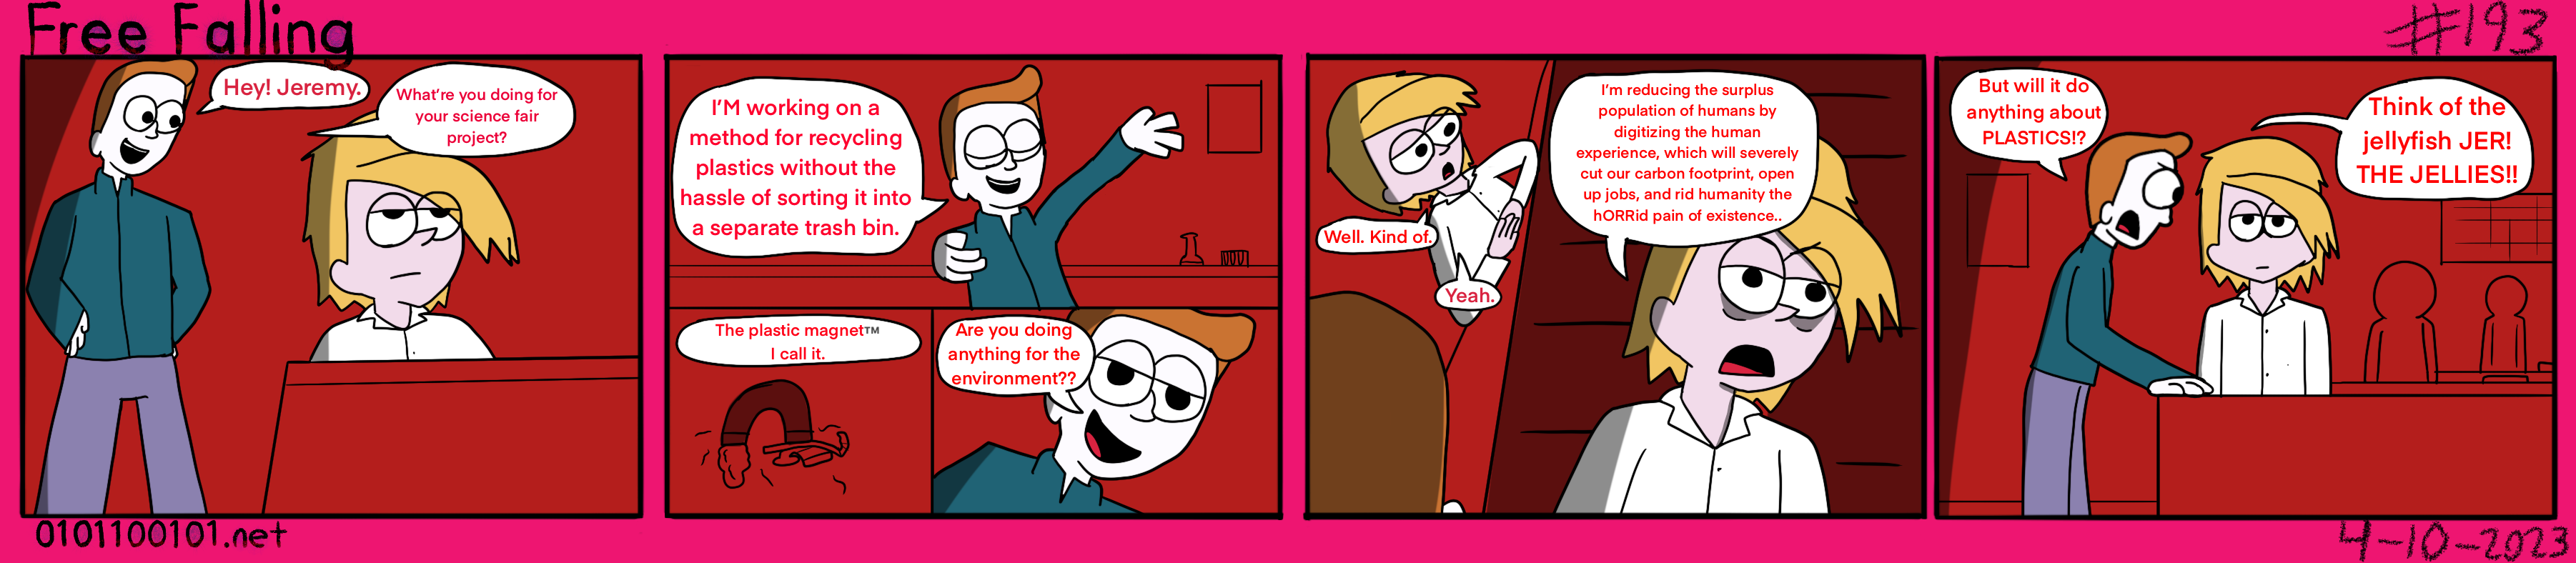 Free Falling
#193
Hey! Jeremy.
What're you doing for
your science fair
project?
I'M working on a
method for recycling
plastics without the
hassle of sorting it into
a separate trash bin.
The plastic magnet™
I call it.
Are you doing
anything for the
environment??
Well. Kind of.
Yeah.
I'm reducing the surplus
population of humans by
digitizing the human
experience, which will severely
cut our carbon footprint, open
up jobs, and rid humanity the
hORRid pain of existence..
But will it do
anything about
PLASTICS!?
Think of the
jellyfish JER!
THE JELLIES!!
0101100101.net
4-10-2023